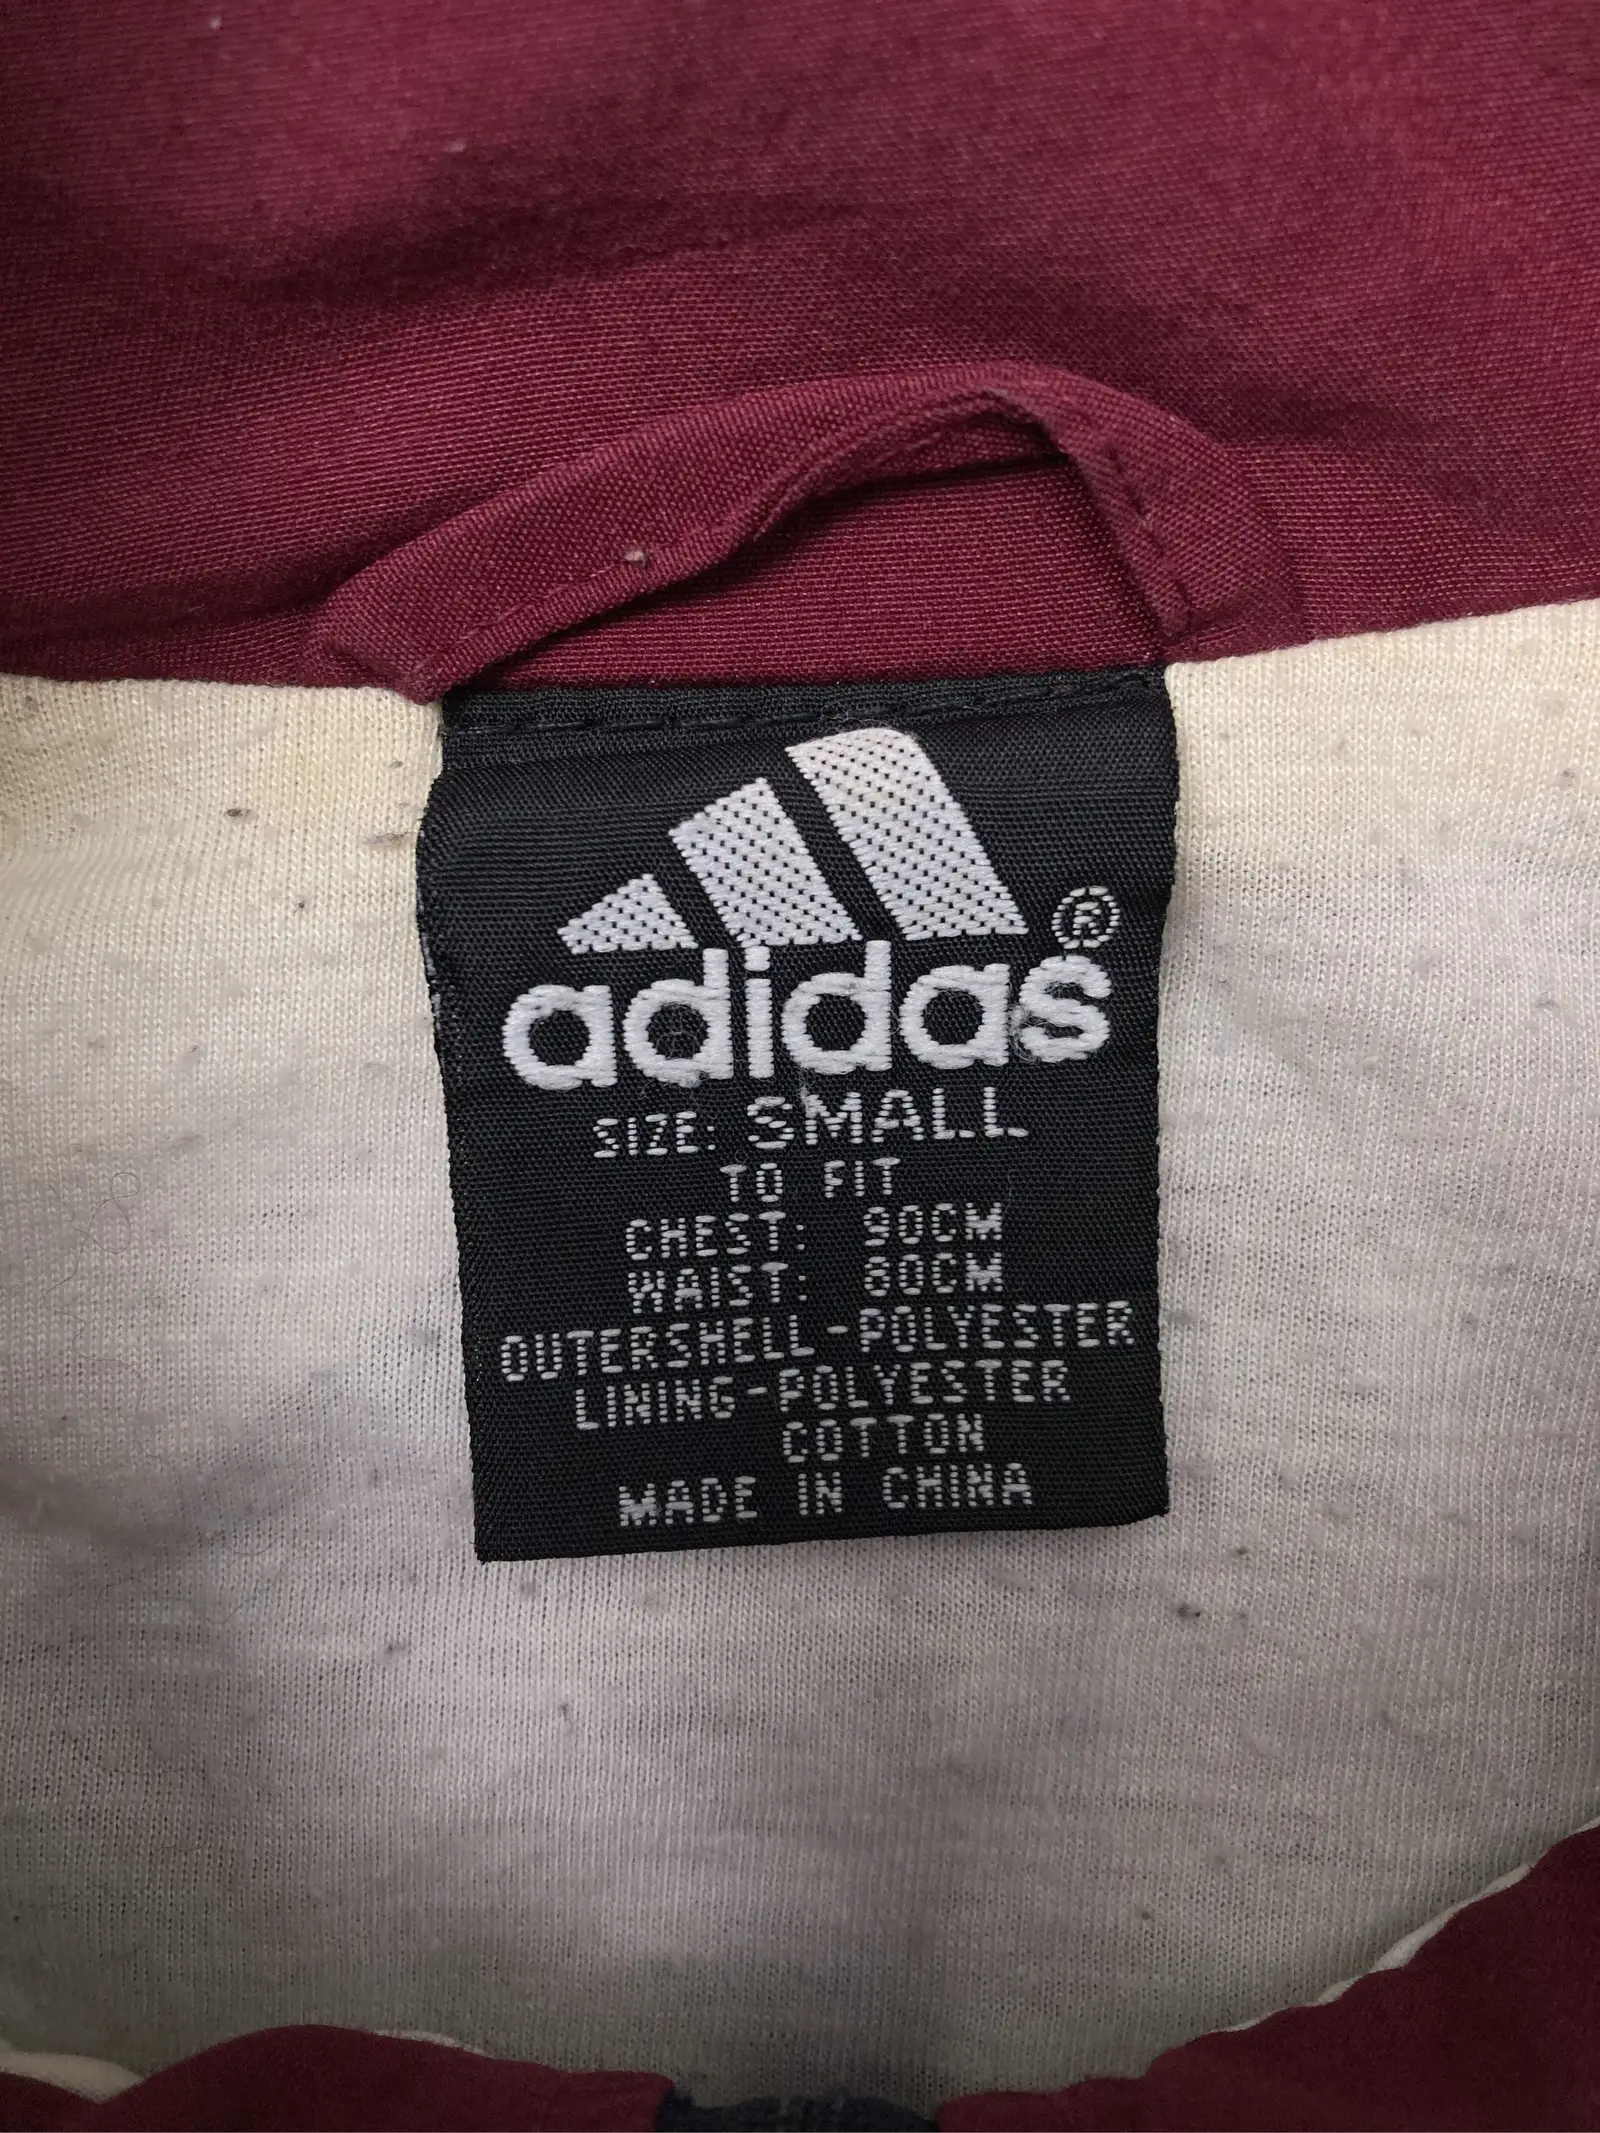 adidas®
SIZE: SMALL
TO FIT
CHEST: 90CM
WAIST: 80CM
OUTERSHELL-POLYESTER
LINING-POLYESTER
COTTON
MADE IN CHINA